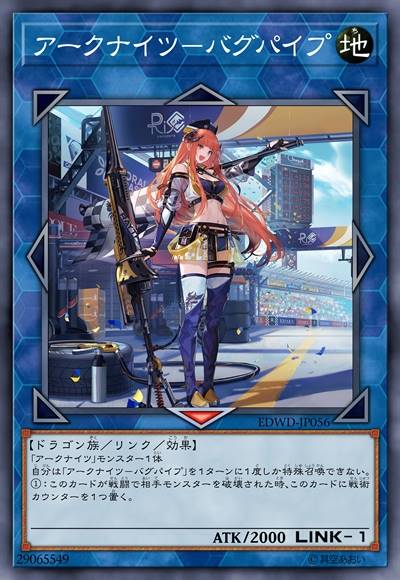 アークナイツ－バグパイプ
地
RIX
RIX
EDWD-JP056
【ドラゴン族／リンク／効果】
「アークナイツ」モンスター1体
自分は「アークナイツ－バグパイプ」を1ターンに1度しか特殊召喚できない。
①：このカードが戦闘で相手モンスターを破壊された時、このカードに戦術
カウンターを1つ置く。
ATK/2000 LINK-1
29065549